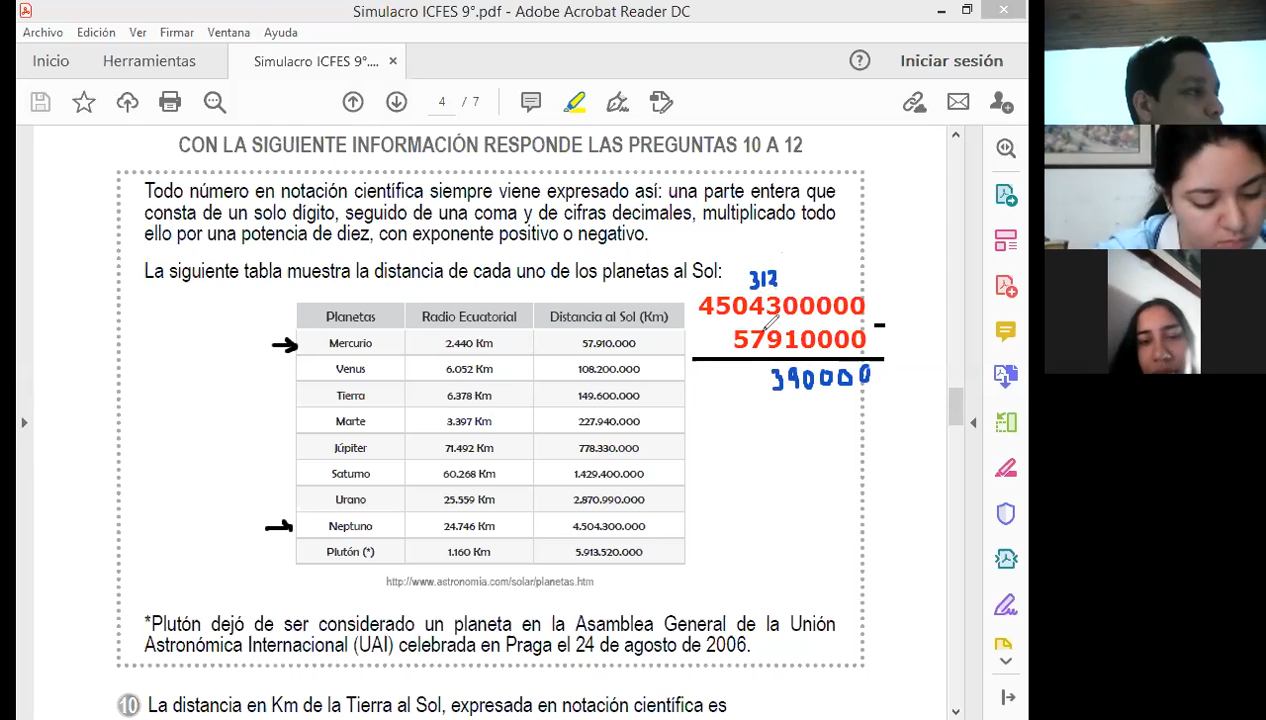 Simulacro ICFES 9°.pdf - Adobe Acrobat Reader DC
Archivo Edición Ver Firmar Ventana Ayuda
Inicio Herramientas Simulacro ICFES 9°.... × Iniciar sesión
4 / 7
CON LA SIGUIENTE INFORMACIÓN RESPONDE LAS PREGUNTAS 10 A 12
Todo número en notación científica siempre viene expresado así: una parte entera que
consta de un solo dígito, seguido de una coma y de cifras decimales, multiplicado todo
ello por una potencia de diez, con exponente positivo o negativo.
La siguiente tabla muestra la distancia de cada uno de los planetas al Sol:
312
4504300000
-
57910000
390000
Planetas Radio Ecuatorial Distancia al Sol (Km)
Mercurio 2.440 Km 57.910.000
Venus 6.052 Km 108.200.000
Tierra 6.378 Km 149.600.000
Marte 3.397 Km 227.940.000
Júpiter 71.492 Km 778.330.000
Saturno 60.268 Km 1.429.400.000
Urano 25.559 Km 2.870.990.000
Neptuno 24.746 Km 4.504.300.000
Plutón (*) 1.160 Km 5.913.520.000
http://www.astronomia.com/solar/planetas.htm
*Plutón dejó de ser considerado un planeta en la Asamblea General de la Unión
Astronómica Internacional (UAI) celebrada en Praga el 24 de agosto de 2006.
10 La distancia en Km de la Tierra al Sol, expresada en notación científica es